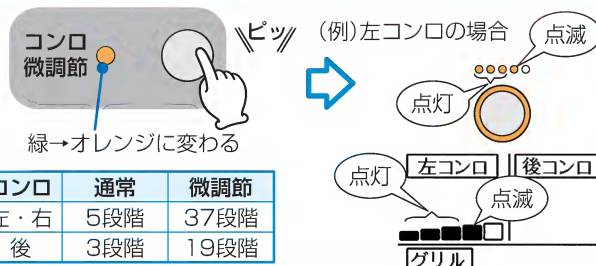 コンロ
微調節
ピッ
緑→オレンジに変わる
(例)左コンロの場合
点滅
点灯
コンロ 通常 微調節
左・右 5段階 37段階
後 3段階 19段階
点灯
左コンロ 後コンロ
点滅
グリル